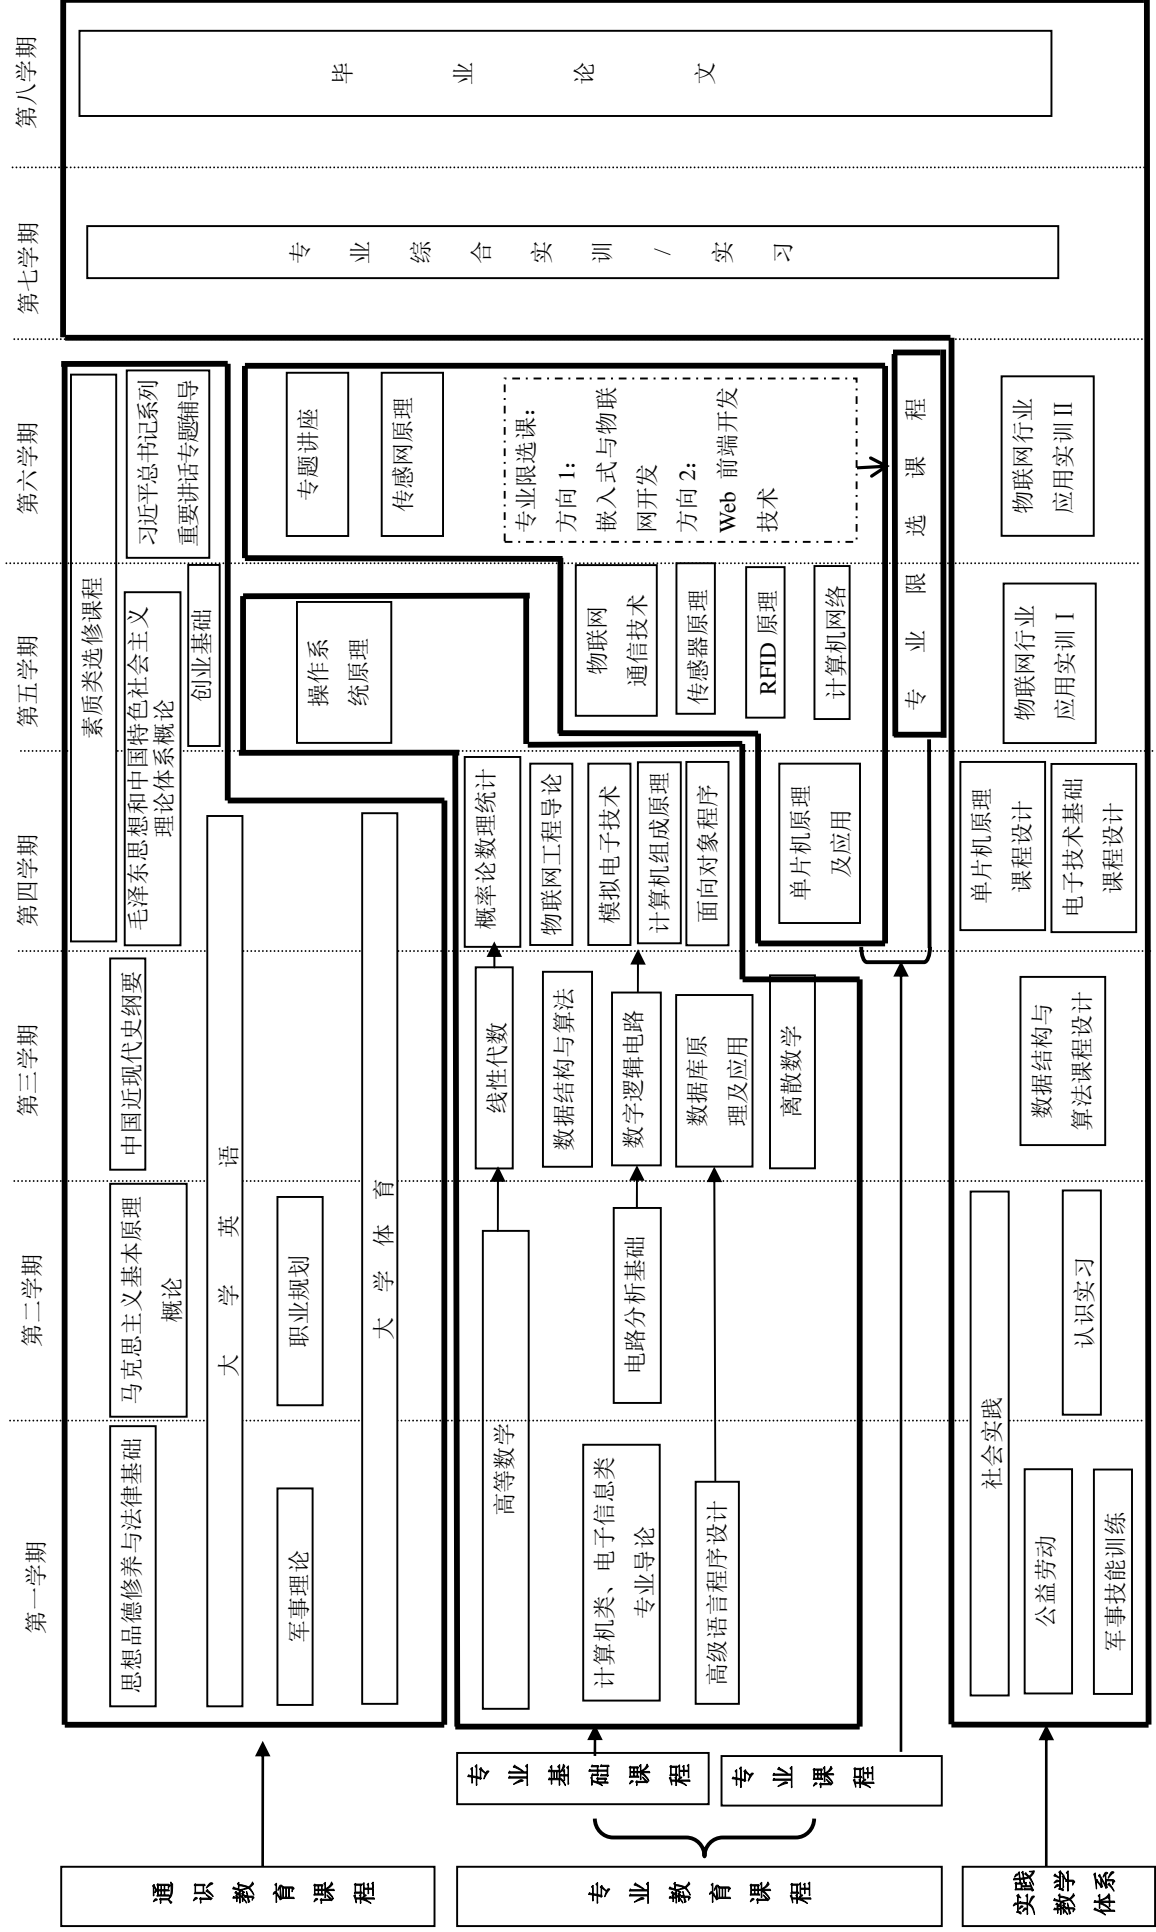 第一学期
第二学期
第三学期
第四学期
第五学期
第六学期
第七学期
第八学期
通识教育课程
思想品德修养与法律基础
马克思主义基本原理
概论
中国近现代史纲要
毛泽东思想和中国特色社会主义
理论体系概论
素质类选修课程
习近平总书记系列
重要讲话专题辅导
创业基础
大学英语
军事理论
职业规划
大学体育
专业教育课程
专业基础课程
专业课程
高等数学
线性代数
概率论数理统计
计算机类、电子信息类
专业导论
电路分析基础
高级语言程序设计
数据结构与算法
数字逻辑电路
数据库原
理及应用
离散数学
物联网工程导论
模拟电子技术
计算机组成原理
面向对象程序
操作系
统原理
单片机原理
及应用
物联网
通信技术
传感器原理
RFID 原理
计算机网络
专题讲座
传感网原理
专业限选课:
方向 1:
嵌入式与物联
网开发
方向 2:
Web 前端开发
技术
专业限选课程
实践
教学
体系
社会实践
公益劳动
军事技能训练
认识实习
数据结构与
算法课程设计
单片机原理
课程设计
电子技术基础
课程设计
物联网行业
应用实训 I
物联网行业
应用实训 II
专业综合实训/实习
毕业论文